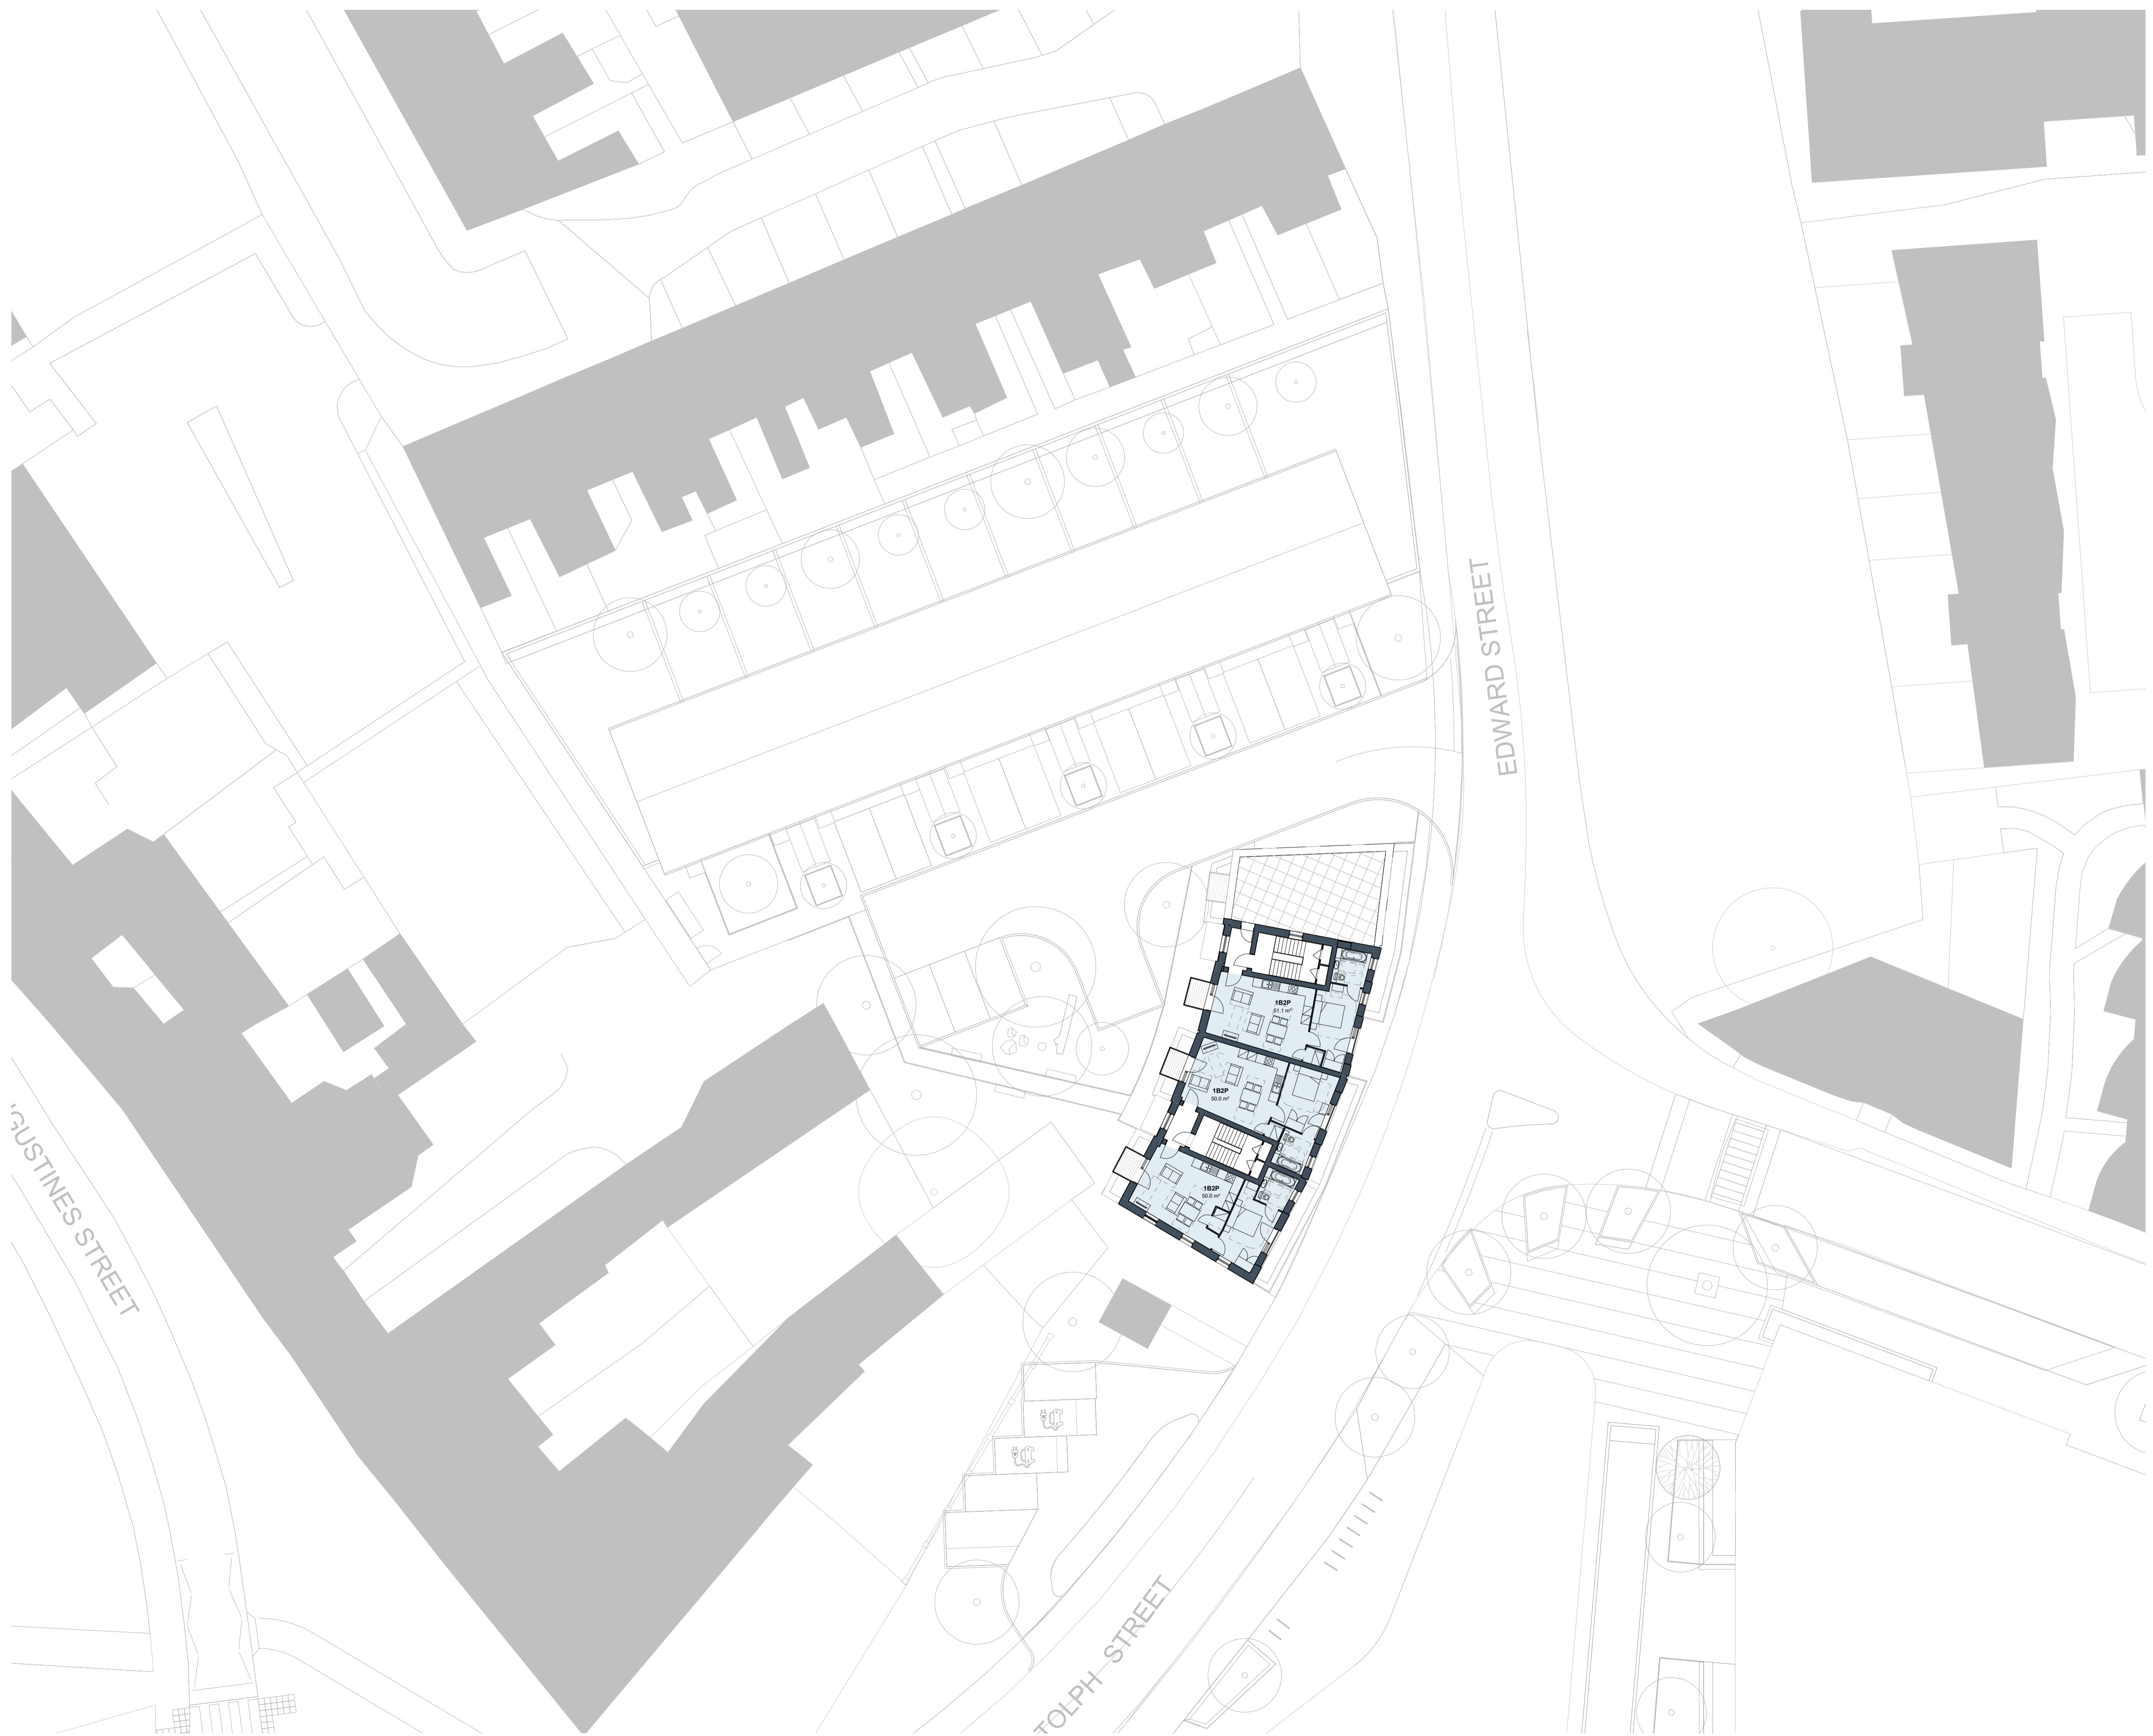 EDWARD STREET
1B2P
51.1 m²
1B2P
50.0 m²
1B2P
50.0 m²
GUSTINES STREET
TOLPH STREET